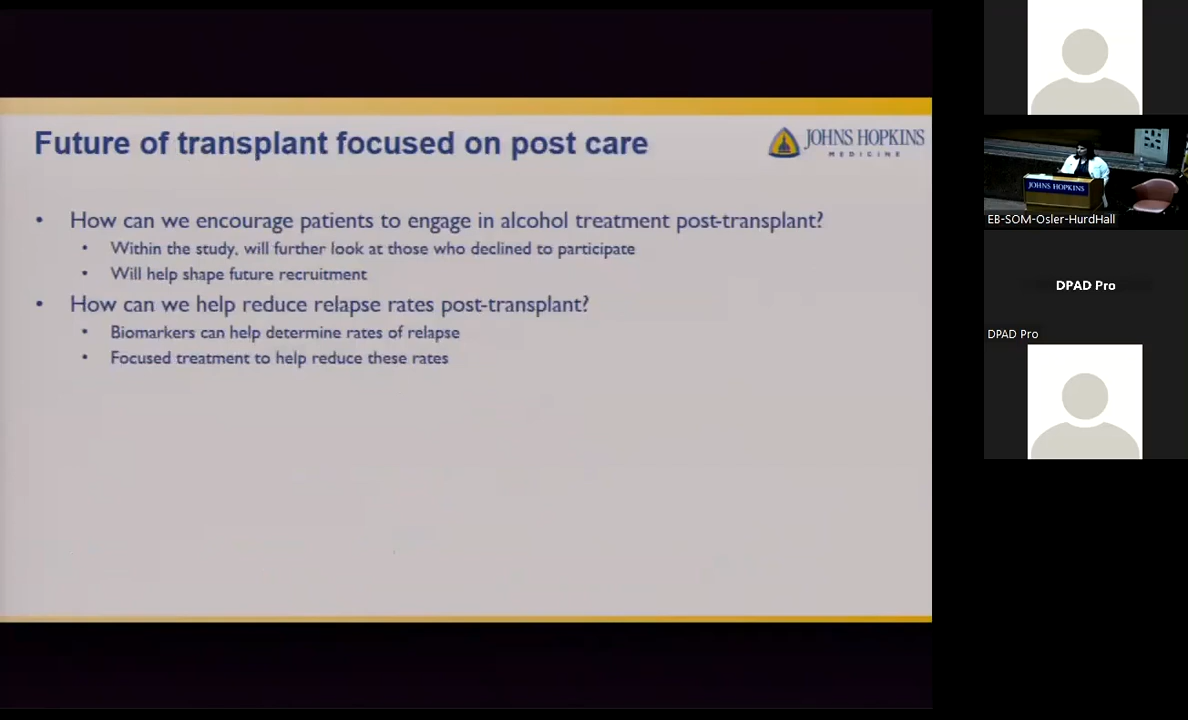 Future of transplant focused on post care
JOHNS HOPKINS
MEDICINE
• How can we encourage patients to engage in alcohol treatment post-transplant?
• Within the study, will further look at those who declined to participate
• Will help shape future recruitment
• How can we help reduce relapse rates post-transplant?
• Biomarkers can help determine rates of relapse
• Focused treatment to help reduce these rates
JOHNS HOPKINS
EB-SOM-Osler-HurdHall
DPAD Pro
DPAD Pro